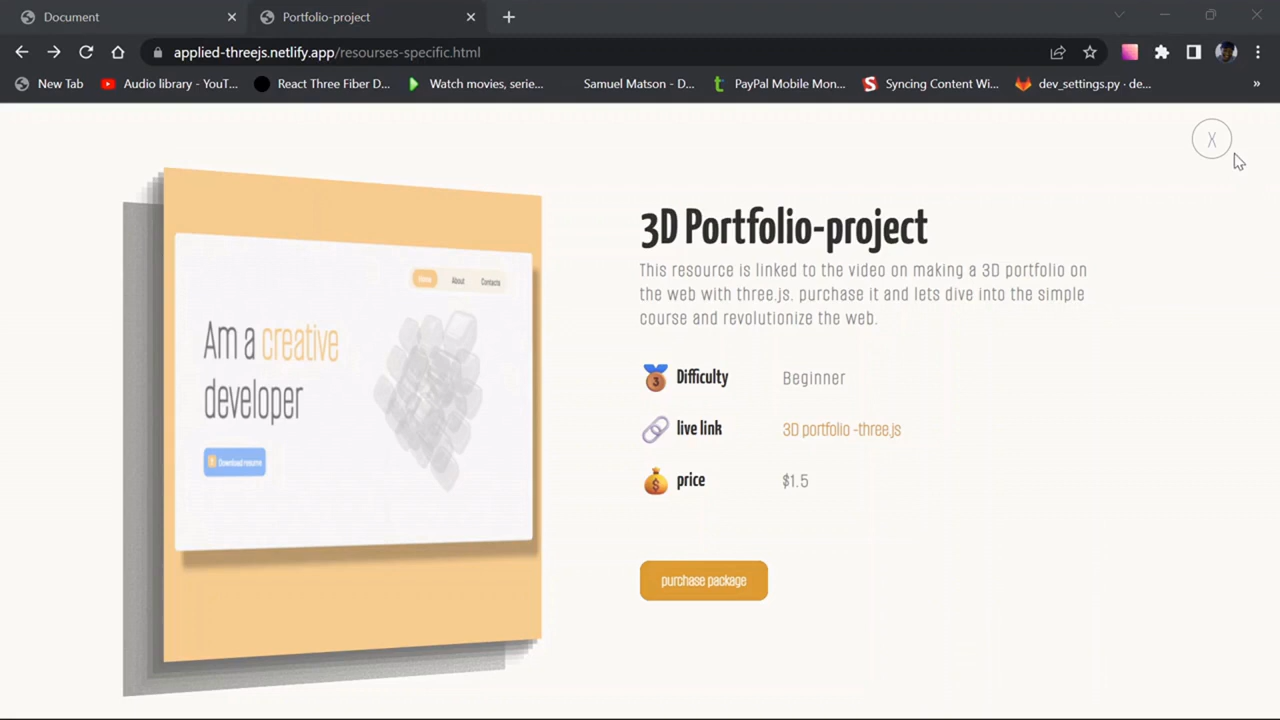 Document
Portfolio-project
applied-threejs.netlify.app/resourses-specific.html
New Tab
Audio library - YouT...
React Three Fiber D...
Watch movies, serie...
Samuel Matson - D...
PayPal Mobile Mon...
Syncing Content Wi...
dev_settings.py · de...
»
X
3D Portfolio-project
This resource is linked to the video on making a 3D portfolio on
the web with three.js. purchase it and lets dive into the simple
course and revolutionize the web.
3 Difficulty Beginner
live link 3D portfolio -three.js
price $1.5
purchase package
Home About Contacts
Am a creative
developer
Download resume